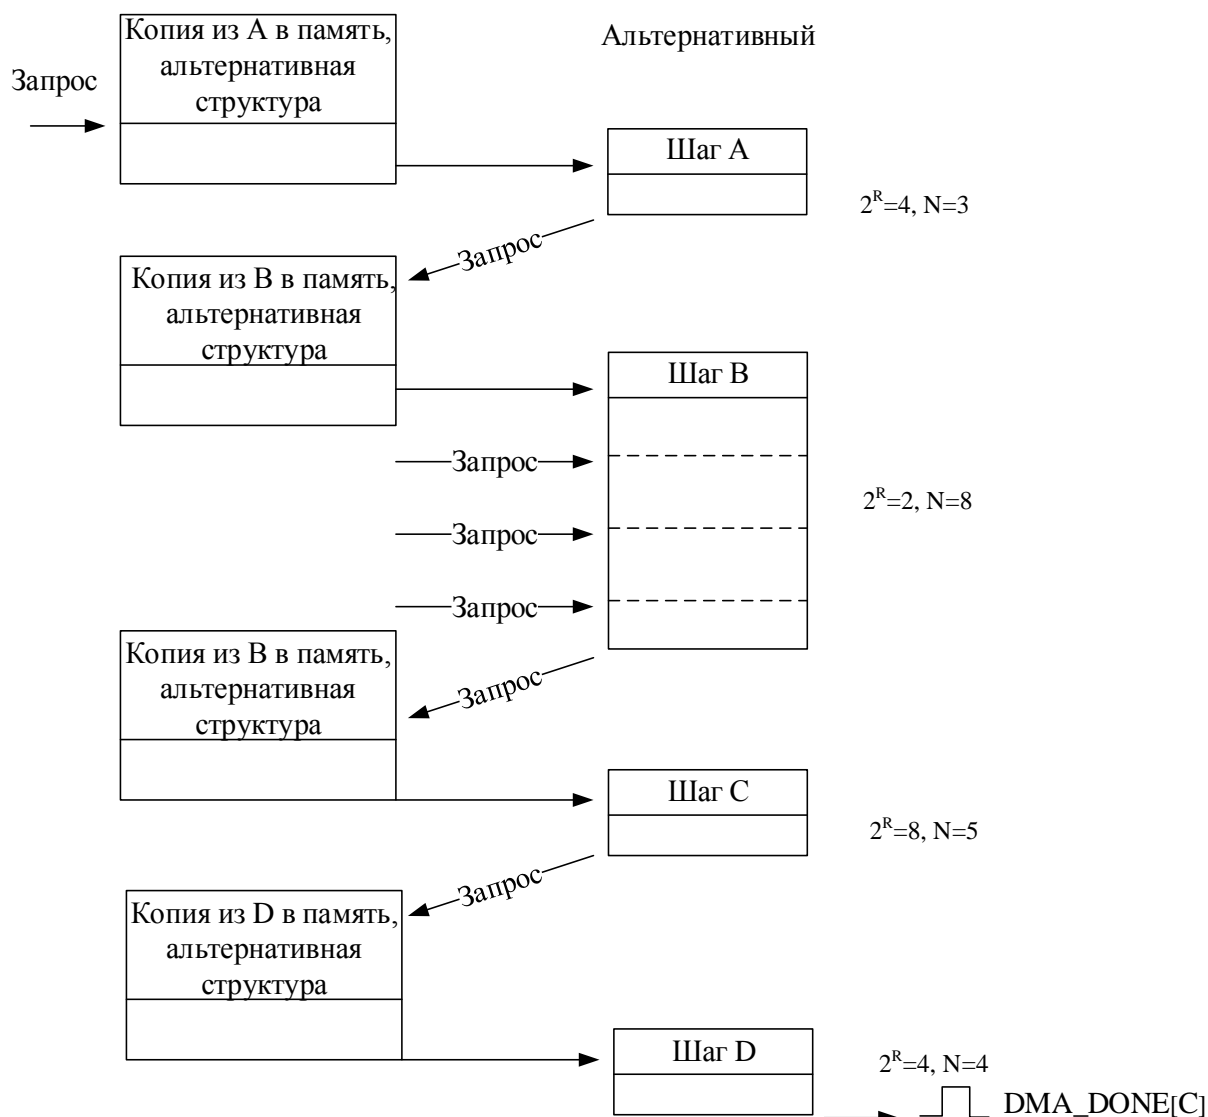 Копия из A в память,
альтернативная
структура
Альтернативный
Запрос
Шаг A
2^R=4, N=3
Запрос
Копия из B в память,
альтернативная
структура
Шаг B
Запрос
2^R=2, N=8
Запрос
Запрос
Копия из B в память,
альтернативная
структура
Запрос
Шаг C
2^R=8, N=5
Запрос
Копия из D в память,
альтернативная
структура
Шаг D
2^R=4, N=4
DMA_DONE[C]